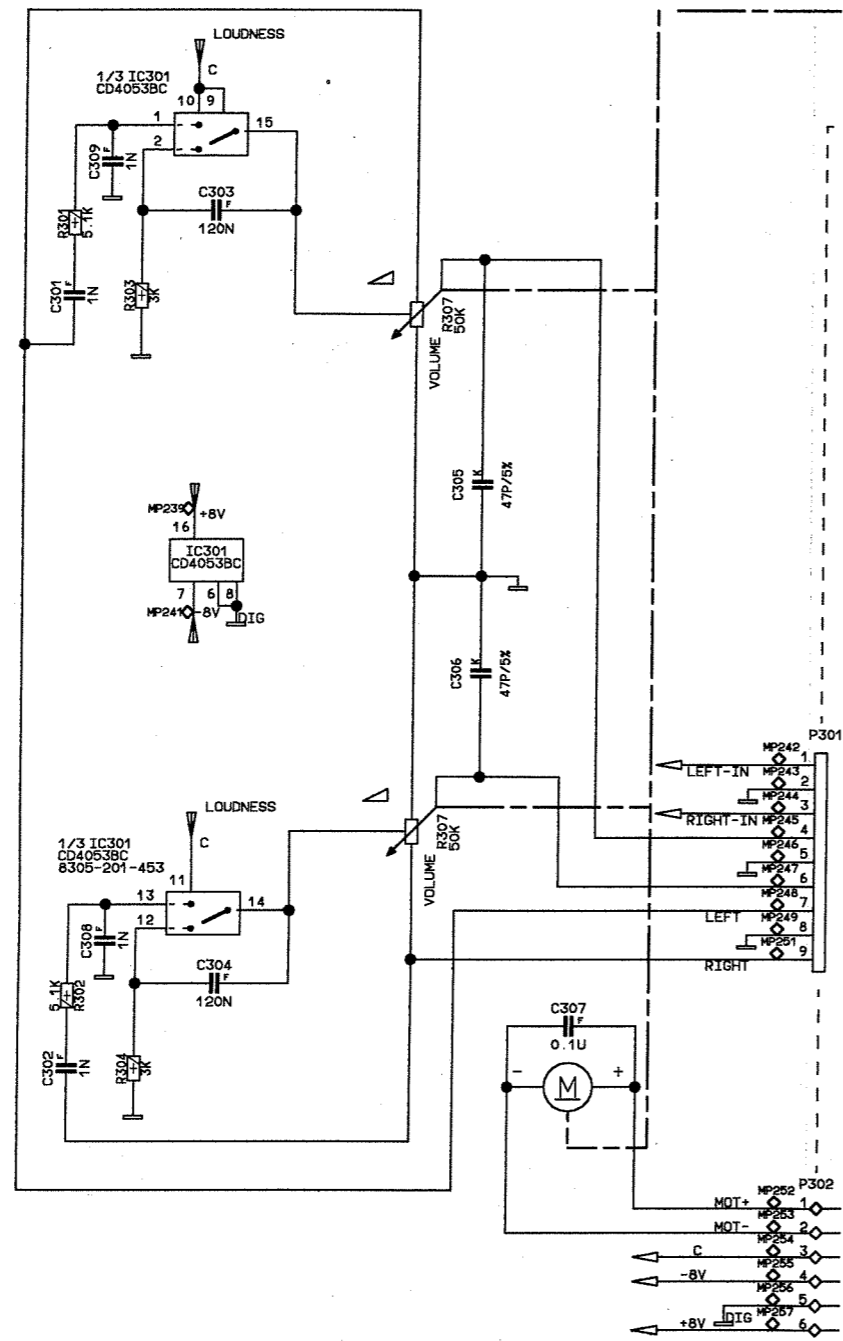 LOUDNESS
C
1/3 IC301
CD4053BC
10 9
1
15
2
C309
F
1N
C303
F
120N
R301
5.1K
C301
F
1N
R303
3K
R307
50K
VOLUME
C305
K
47P/5%
MP239
+8V
16
IC301
CD4053BC
7 6 8
MP241
-8V
DIG
C306
K
47P/5%
P301
MP242
1
LEFT-IN
MP243
2
MP244
3
RIGHT-IN
MP245
4
MP246
5
MP247
6
MP248
7
LEFT
MP249
8
MP251
9
RIGHT
LOUDNESS
C
1/3 IC301
CD4053BC
8305-201-453
11
13
14
12
R307
50K
VOLUME
C308
F
1N
C304
F
120N
5.1K
R302
C302
F
1N
R304
3K
C307
F
0.1U
- M +
P302
MP252
MOT+
1
MP253
MOT-
2
MP254
C
3
MP255
-8V
4
MP256
5
DIG
MP257
+8V
6